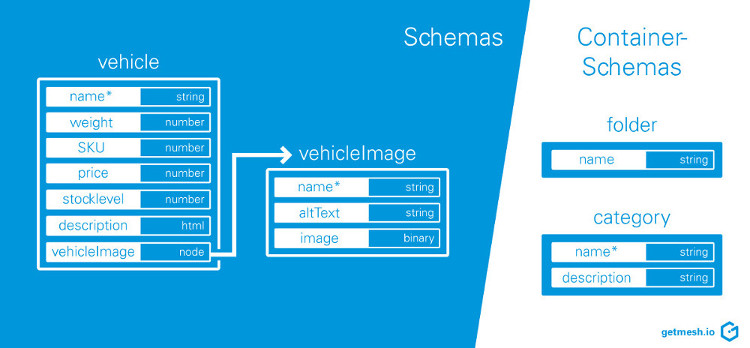 Schemas
vehicle
name* string
weight number
SKU number
price number
stocklevel number
description html
vehicleImage node
vehicleImage
name* string
altText string
image binary
Container-
Schemas
folder
name string
category
name* string
description string
getmesh.io